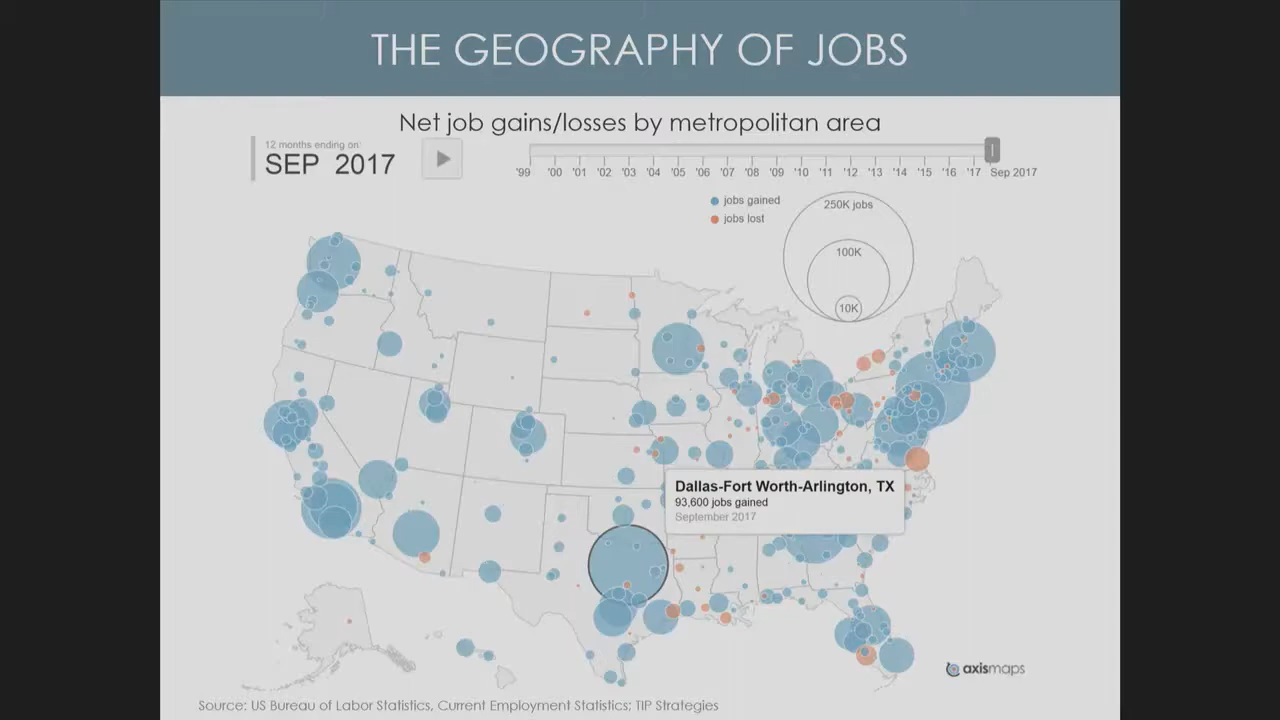 THE GEOGRAPHY OF JOBS
Net job gains/losses by metropolitan area
12 months ending on:
SEP 2017
'99 '00 '01 '02 '03 '04 '05 '06 '07 '08 '09 '10 '11 '12 '13 '14 '15 '16 '17 Sep 2017
jobs gained
jobs lost
250K jobs
100K
10K
Dallas-Fort Worth-Arlington, TX
93,600 jobs gained
September 2017
axismaps
Source: US Bureau of Labor Statistics, Current Employment Statistics; TIP Strategies